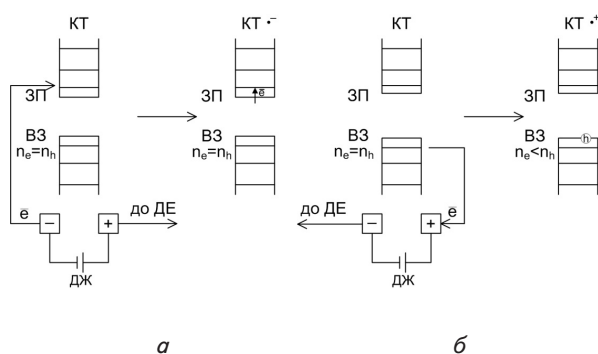 КТ
ЗП
ВЗ
nₑ=nₕ
e̅
−
+
до ДЕ
ДЖ
КТ •⁻
ЗП
e̅
ВЗ
nₑ=nₕ
а
КТ
ЗП
ВЗ
nₑ=nₕ
до ДЕ
−
+
e̅
ДЖ
КТ •⁺
ЗП
ВЗ
h
nₑ<nₕ
б